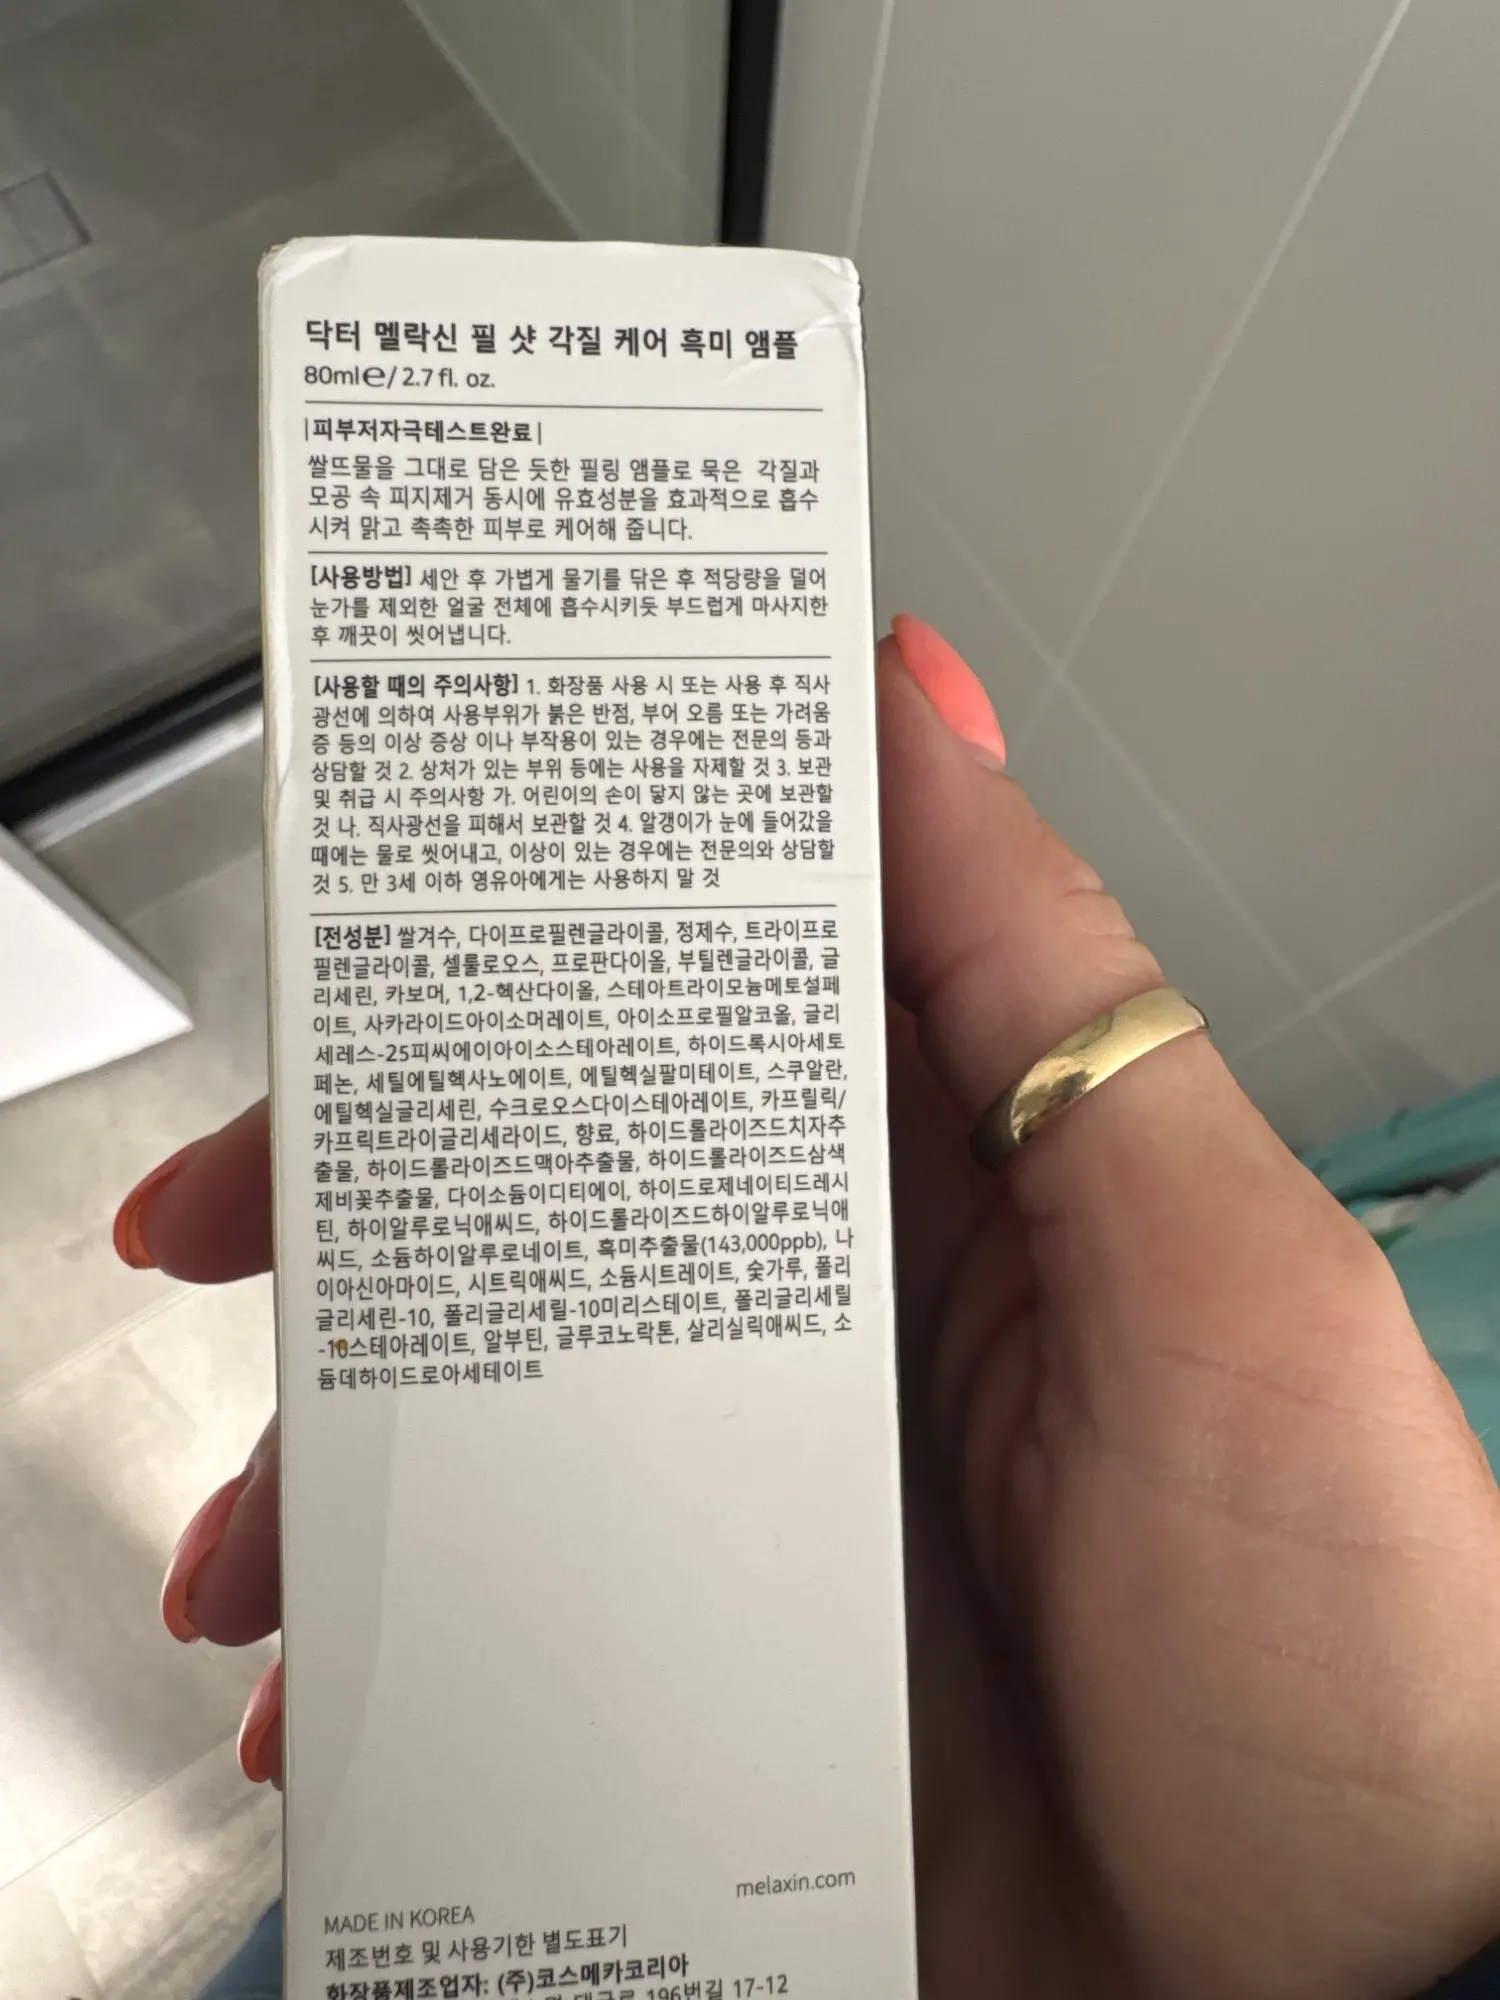 닥터 멜락신 필 샷 각질 케어 흑미 앰플
80ml℮/ 2.7 fl. oz.
|피부저자극테스트완료|
쌀뜨물을 그대로 담은 듯한 필링 앰플로 묵은 각질과
모공 속 피지제거 동시에 유효성분을 효과적으로 흡수
시켜 맑고 촉촉한 피부로 케어해 줍니다.
[사용방법] 세안 후 가볍게 물기를 닦은 후 적당량을 덜어
눈가를 제외한 얼굴 전체에 흡수시키듯 부드럽게 마사지한
후 깨끗이 씻어냅니다.
[사용할 때의 주의사항] 1. 화장품 사용 시 또는 사용 후 직사
광선에 의하여 사용부위가 붉은 반점, 부어 오름 또는 가려움
증 등의 이상 증상 이나 부작용이 있는 경우에는 전문의 등과
상담할 것 2. 상처가 있는 부위 등에는 사용을 자제할 것 3. 보관
및 취급 시 주의사항 가. 어린이의 손이 닿지 않는 곳에 보관할
것 나. 직사광선을 피해서 보관할 것 4. 알갱이가 눈에 들어갔을
때에는 물로 씻어내고, 이상이 있는 경우에는 전문의와 상담할
것 5. 만 3세 이하 영유아에게는 사용하지 말 것
[전성분] 쌀겨수, 다이프로필렌글라이콜, 정제수, 트라이프로
필렌글라이콜, 셀룰로오스, 프로판다이올, 부틸렌글라이콜, 글
리세린, 카보머, 1,2-헥산다이올, 스테아트라이모늄메토설페
이트, 사카라이드아이소머레이트, 아이소프로필알코올, 글리
세레스-25피씨에이아이소스테아레이트, 하이드록시아세토
페논, 세틸에틸헥사노에이트, 에틸헥실팔미테이트, 스쿠알란,
에틸헥실글리세린, 수크로오스다이스테아레이트, 카프릴릭/
카프릭트라이글리세라이드, 향료, 하이드롤라이즈드치자추
출물, 하이드롤라이즈드맥아추출물, 하이드롤라이즈드삼색
제비꽃추출물, 다이소듐이디티에이, 하이드로제네이티드레시
틴, 하이알루로닉애씨드, 하이드롤라이즈드하이알루로닉애
씨드, 소듐하이알루로네이트, 흑미추출물(143,000ppb), 나
이아신아마이드, 시트릭애씨드, 소듐시트레이트, 숯가루, 폴리
글리세린-10, 폴리글리세릴-10미리스테이트, 폴리글리세릴
-10스테아레이트, 알부틴, 글루코노락톤, 살리실릭애씨드, 소
듐데하이드로아세테이트
melaxin.com
MADE IN KOREA
제조번호 및 사용기한 별도표기
화장품제조업자: (주)코스메카코리아
대금로 196번길 17-12